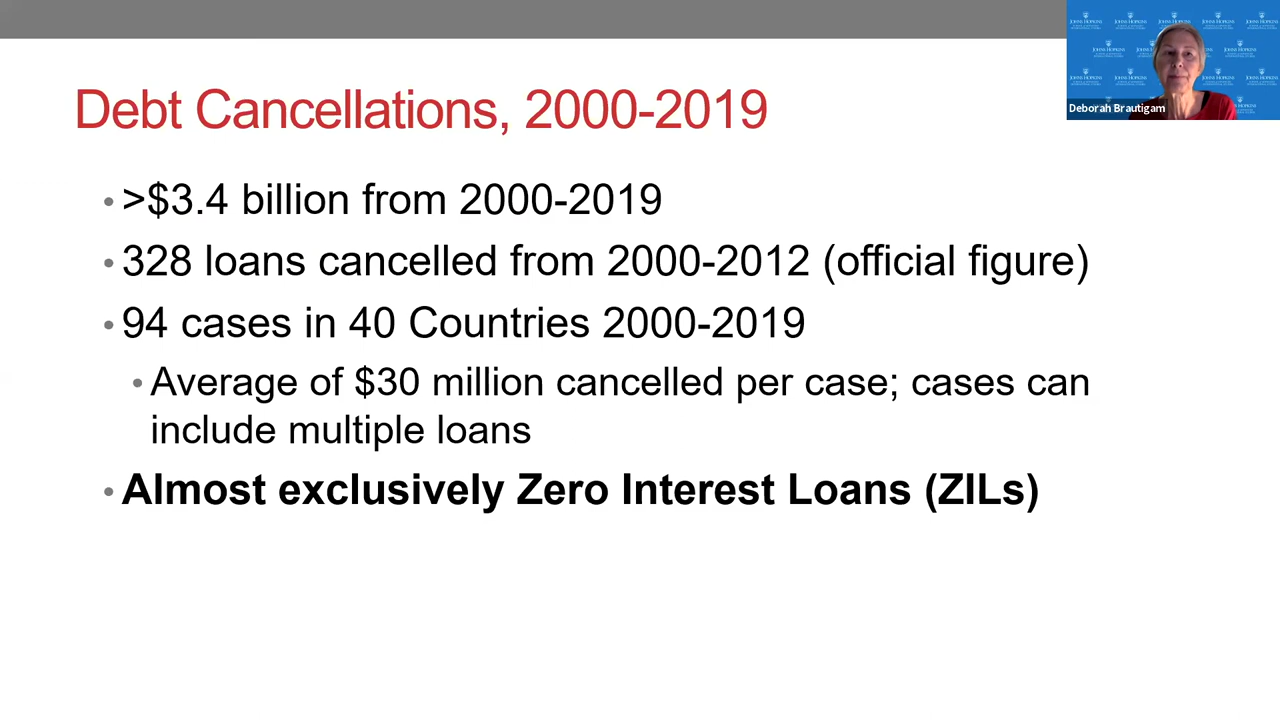 Debt Cancellations, 2000-2019
• >$3.4 billion from 2000-2019
• 328 loans cancelled from 2000-2012 (official figure)
• 94 cases in 40 Countries 2000-2019
• Average of $30 million cancelled per case; cases can
include multiple loans
• Almost exclusively Zero Interest Loans (ZILs)
Deborah Brautigam
JOHNS HOPKINS